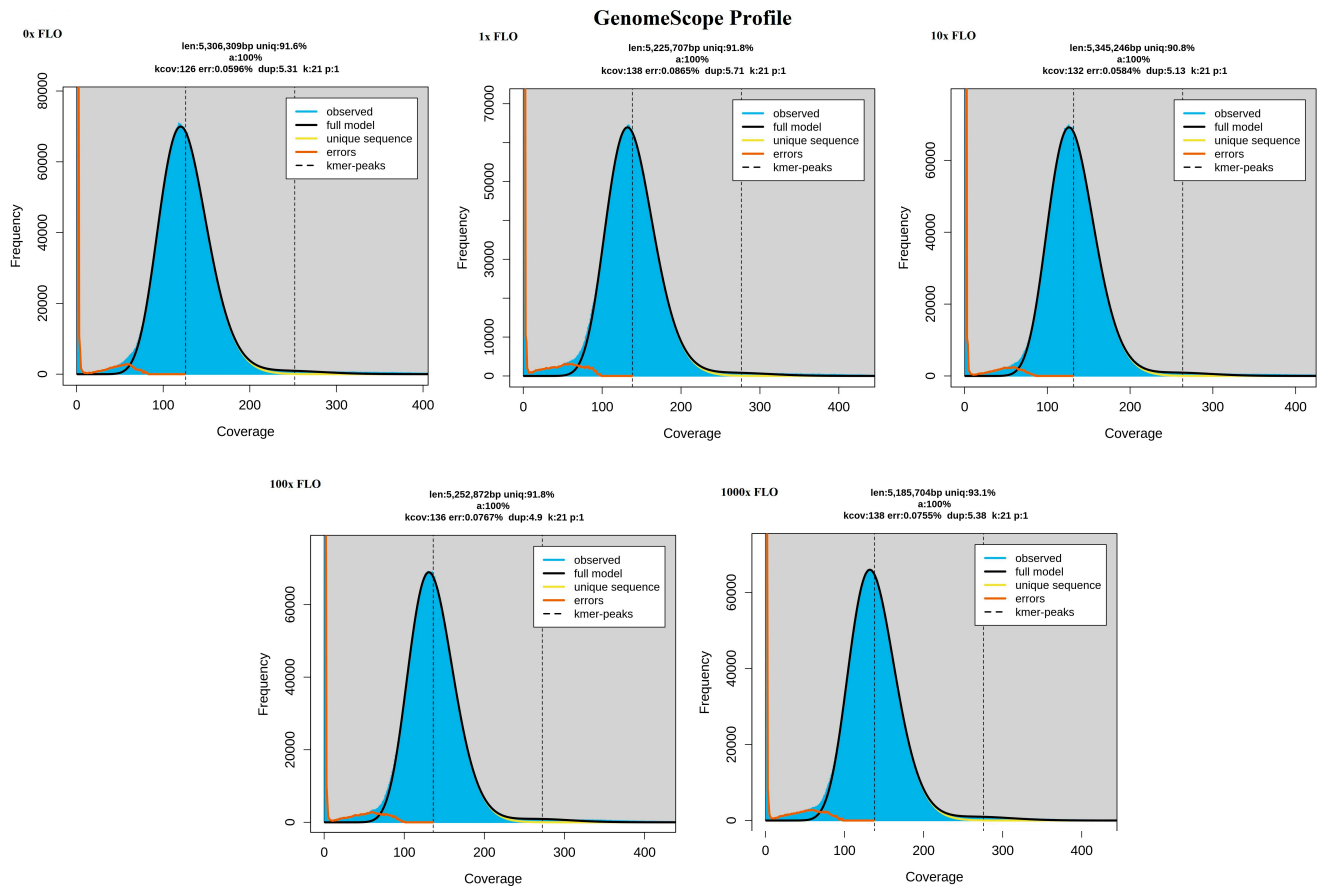 GenomeScope Profile
0x FLO
len:5,306,309bp uniq:91.6%
a:100%
kcov:126 err:0.0596% dup:5.31 k:21 p:1
observed
full model
unique sequence
errors
kmer-peaks
Frequency
0
20000
40000
60000
80000
0 100 200 300 400
Coverage
1x FLO
len:5,225,707bp uniq:91.8%
a:100%
kcov:138 err:0.0865% dup:5.71 k:21 p:1
observed
full model
unique sequence
errors
kmer-peaks
Frequency
0
10000
30000
50000
70000
0 100 200 300 400
Coverage
10x FLO
len:5,345,246bp uniq:90.8%
a:100%
kcov:132 err:0.0584% dup:5.13 k:21 p:1
observed
full model
unique sequence
errors
kmer-peaks
Frequency
0
20000
40000
60000
0 100 200 300 400
Coverage
100x FLO
len:5,252,872bp uniq:91.8%
a:100%
kcov:136 err:0.0767% dup:4.9 k:21 p:1
observed
full model
unique sequence
errors
kmer-peaks
Frequency
0
20000
40000
60000
0 100 200 300 400
Coverage
1000x FLO
len:5,185,704bp uniq:93.1%
a:100%
kcov:138 err:0.0755% dup:5.38 k:21 p:1
observed
full model
unique sequence
errors
kmer-peaks
Frequency
0
20000
40000
60000
0 100 200 300 400
Coverage